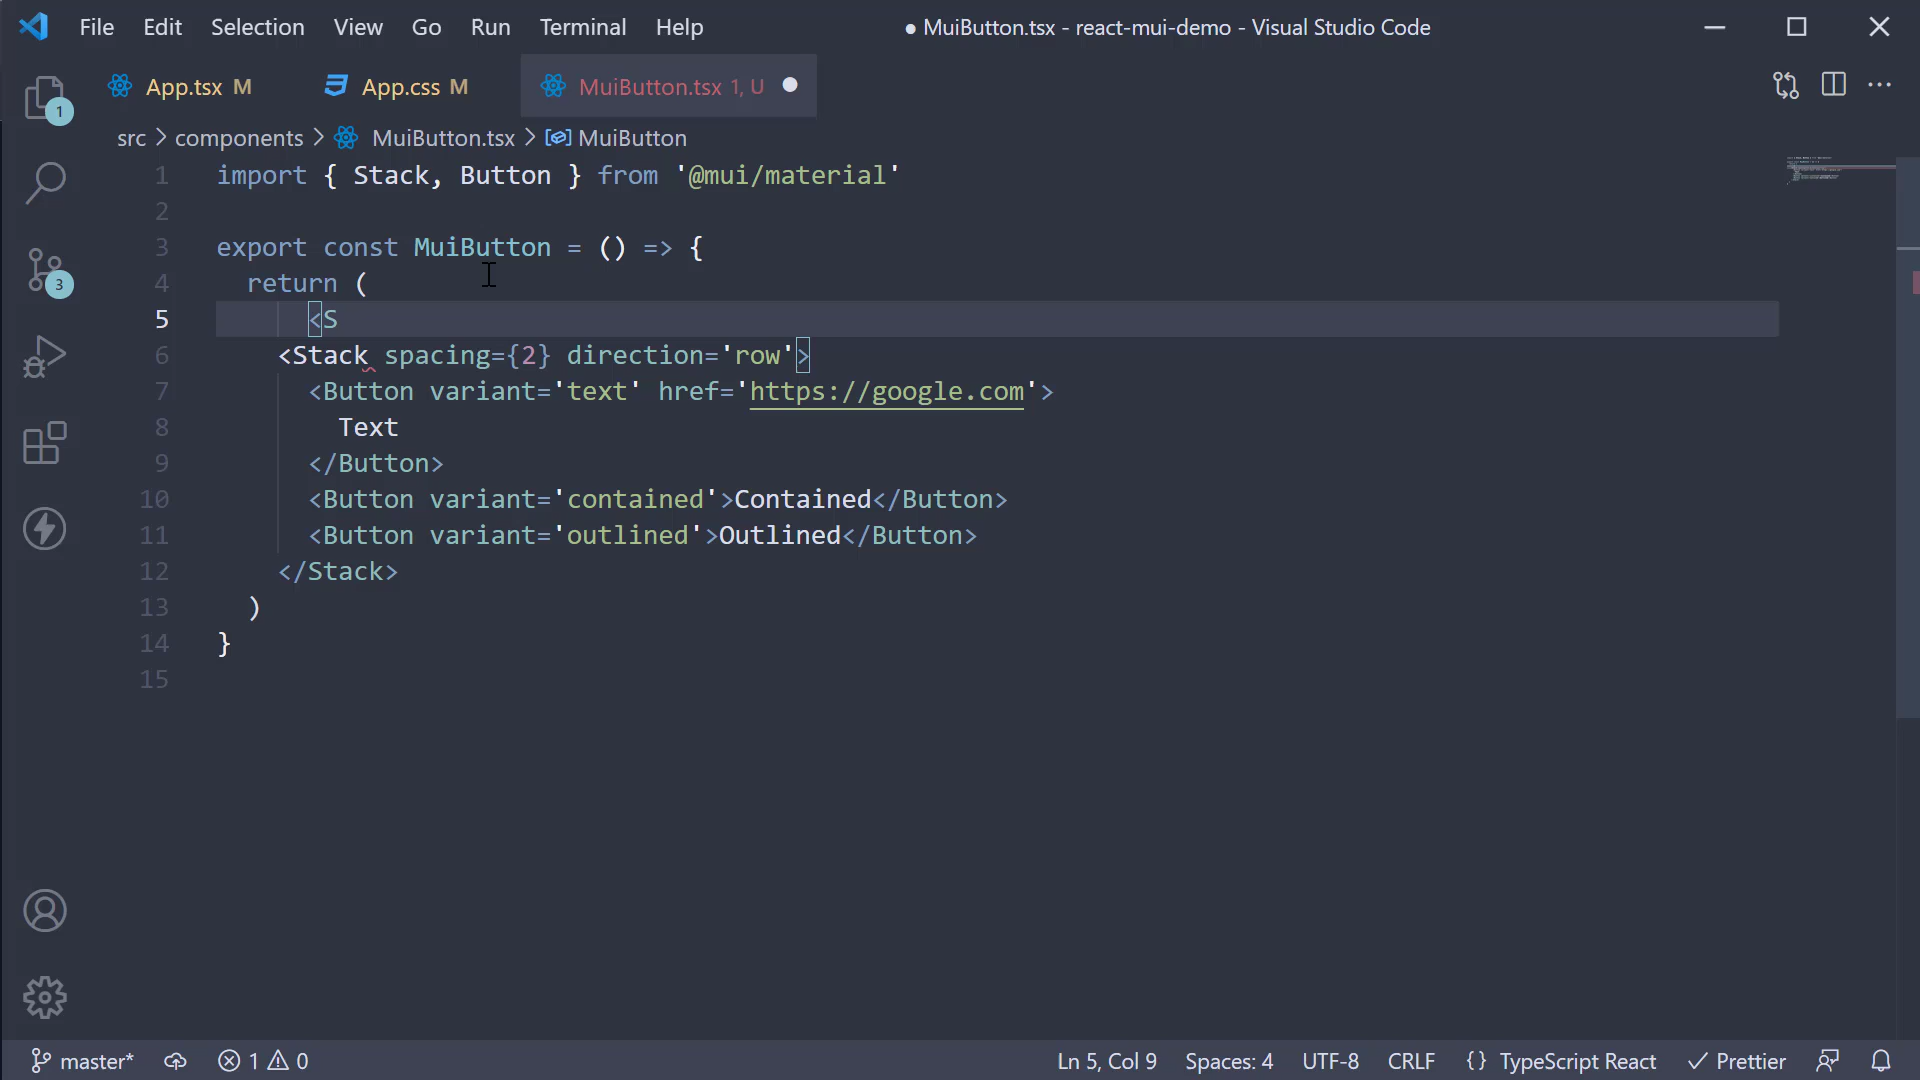 File Edit Selection View Go Run Terminal Help ● MuiButton.tsx - react-mui-demo - Visual Studio Code
App.tsx M App.css M MuiButton.tsx 1, U
src > components > MuiButton.tsx > MuiButton
1 import { Stack, Button } from '@mui/material'
2
3 export const MuiButton = () => {
4 return (
5 <S
6 <Stack spacing={2} direction='row'>
7 <Button variant='text' href='https://google.com'>
8 Text
9 </Button>
10 <Button variant='contained'>Contained</Button>
11 <Button variant='outlined'>Outlined</Button>
12 </Stack>
13 )
14 }
15
1
3
master* 1 0 Ln 5, Col 9 Spaces: 4 UTF-8 CRLF {} TypeScript React ✓ Prettier